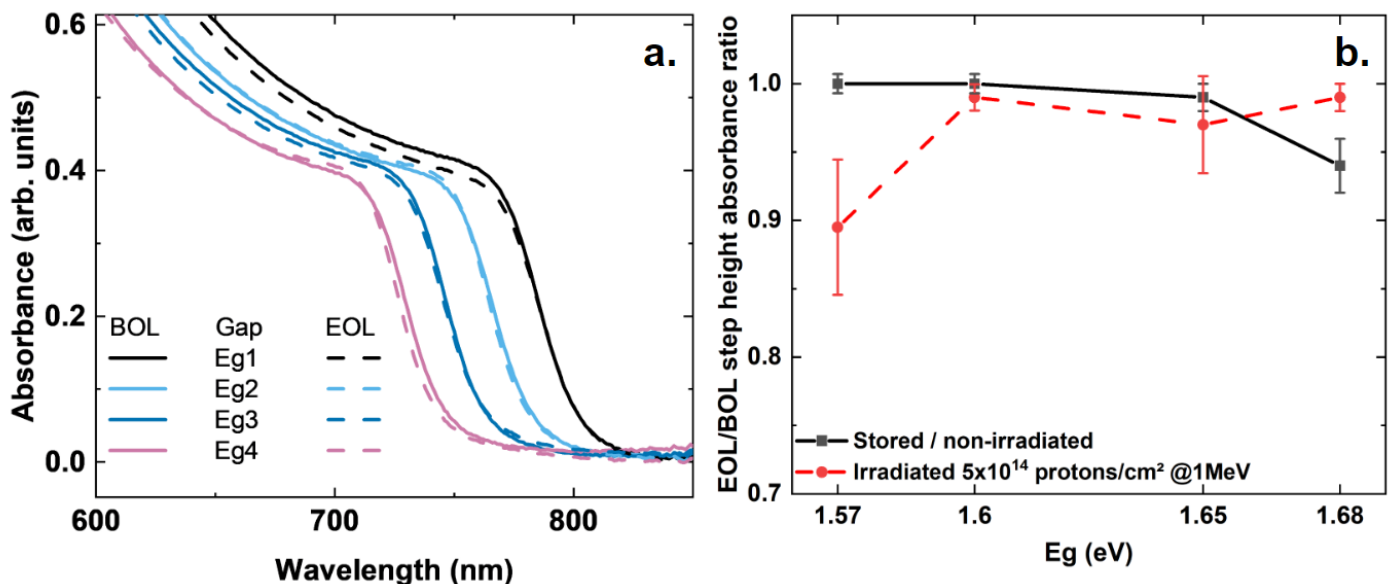 a.
0.6
0.4
0.2
0.0
Absorbance (arb. units)
BOL Gap EOL
Eg1
Eg2
Eg3
Eg4
600 700 800
Wavelength (nm)
b.
1.0
0.9
0.8
0.7
EOL/BOL step height absorbance ratio
Stored / non-irradiated
Irradiated 5x10¹⁴ protons/cm² @1MeV
1.57 1.6 1.65 1.68
Eg (eV)